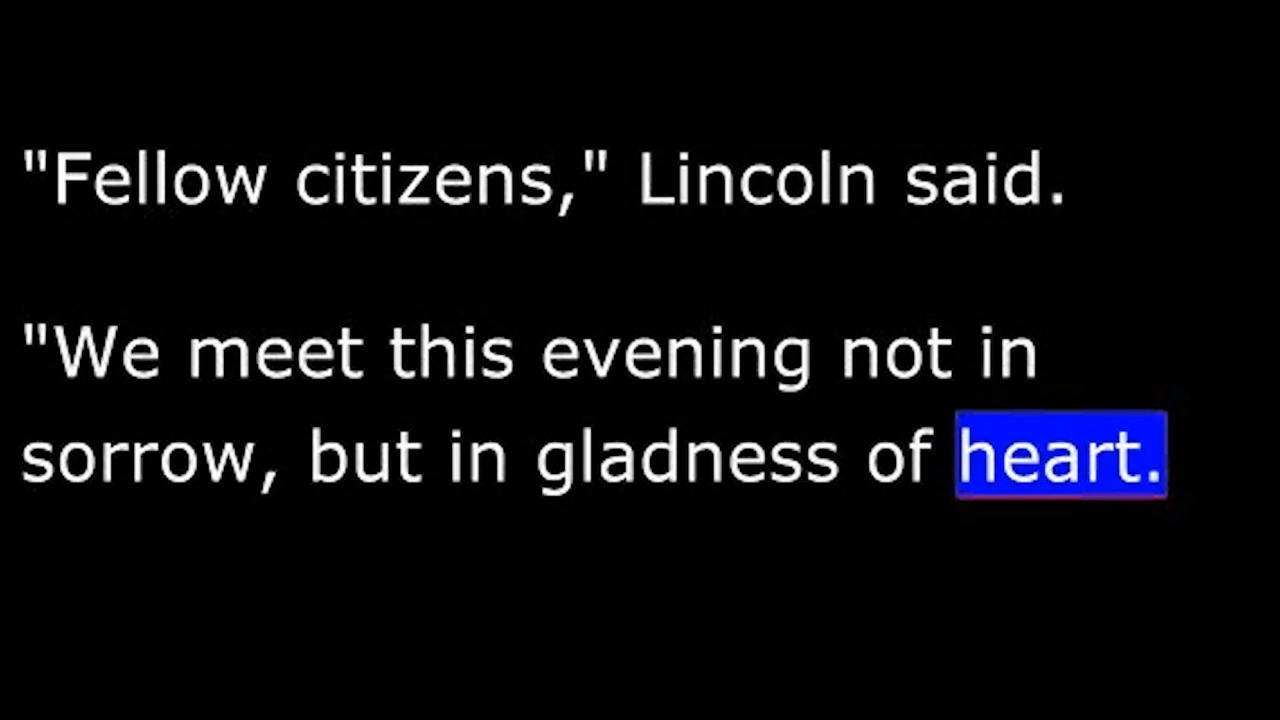 "Fellow citizens," Lincoln said.
"We meet this evening not in
sorrow, but in gladness of heart.